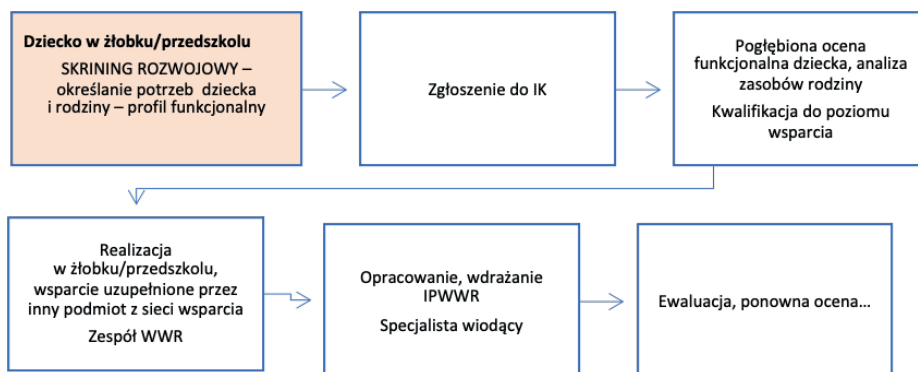 Dziecko w żłobku/przedszkolu
SKRINING ROZWOJOWY –
określanie potrzeb dziecka
i rodziny – profil funkcjonalny
Zgłoszenie do IK
Pogłębiona ocena
funkcjonalna dziecka, analiza
zasobów rodziny
Kwalifikacja do poziomu
wsparcia
Realizacja
w żłobku/przedszkolu,
wsparcie uzupełnione przez
inny podmiot z sieci wsparcia
Zespół WWR
Opracowanie, wdrażanie
IPWWR
Specjalista wiodący
Ewaluacja, ponowna ocena...